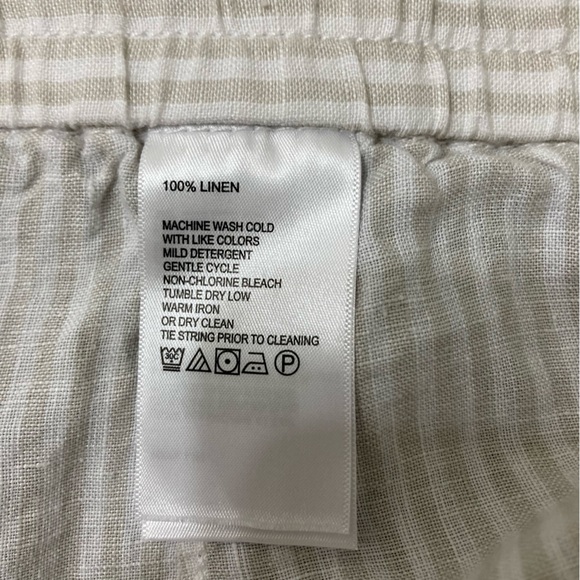 100% LINEN
MACHINE WASH COLD
WITH LIKE COLORS
MILD DETERGENT
GENTLE CYCLE
NON-CHLORINE BLEACH
TUMBLE DRY LOW
WARM IRON
OR DRY CLEAN
TIE STRING PRIOR TO CLEANING
30C P